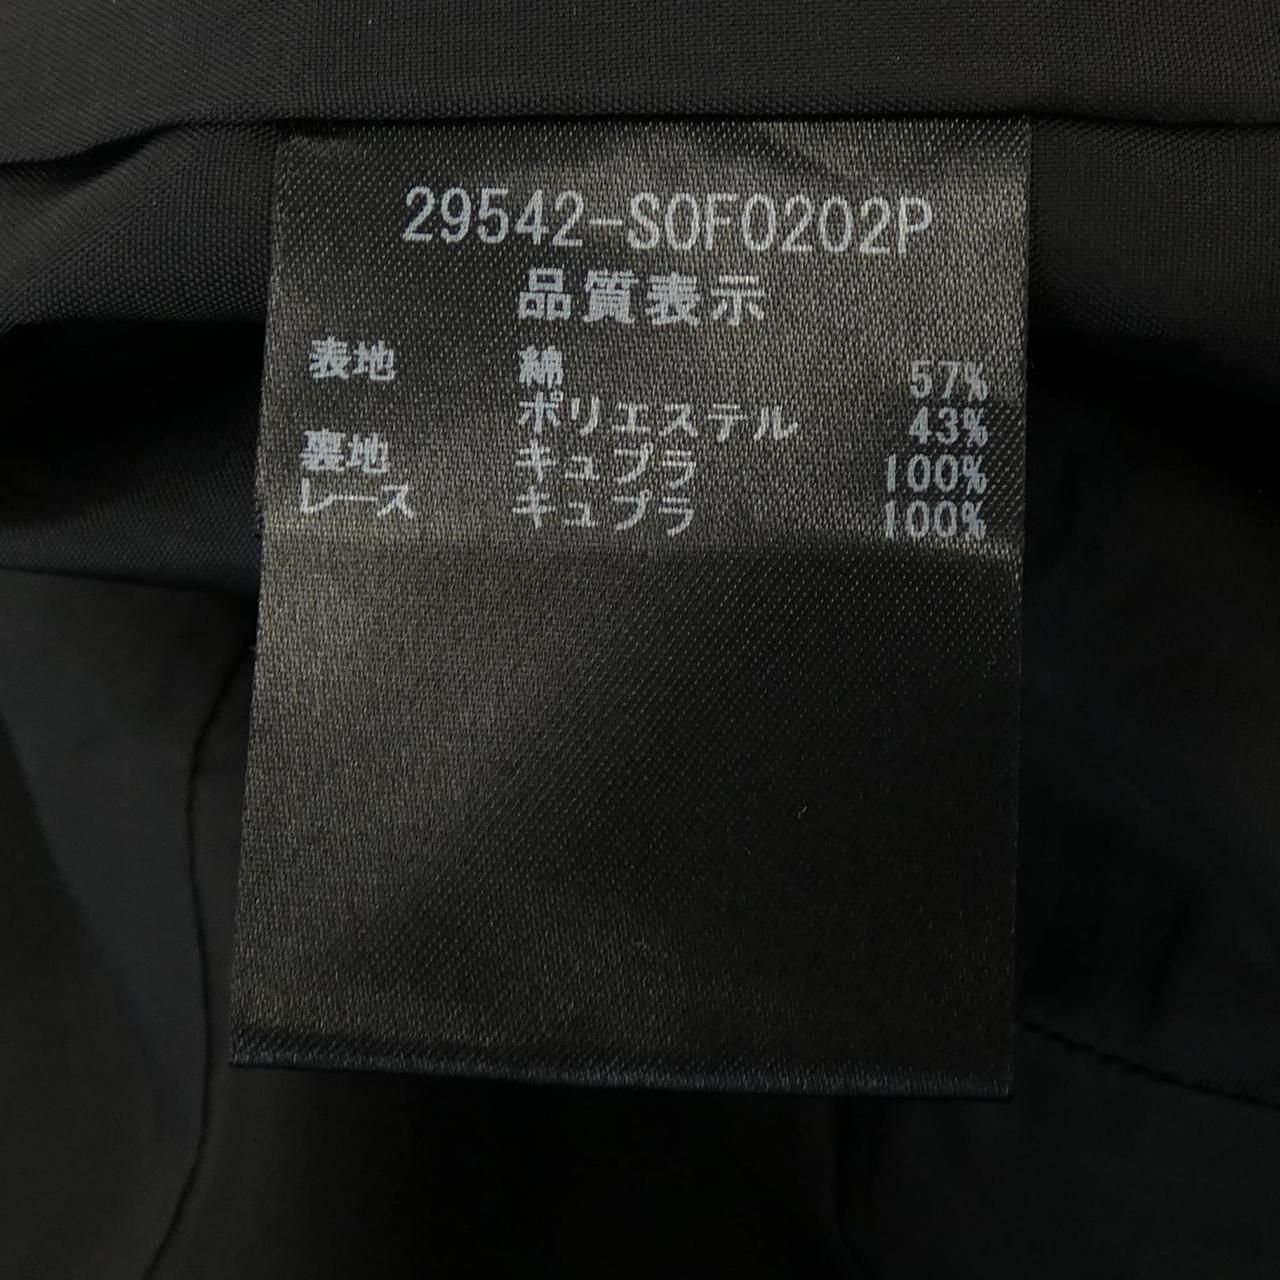 29542-SOF0202P
品質表示
表地 綿 57%
ポリエステル 43%
裏地 キュプラ 100%
レース キュプラ 100%